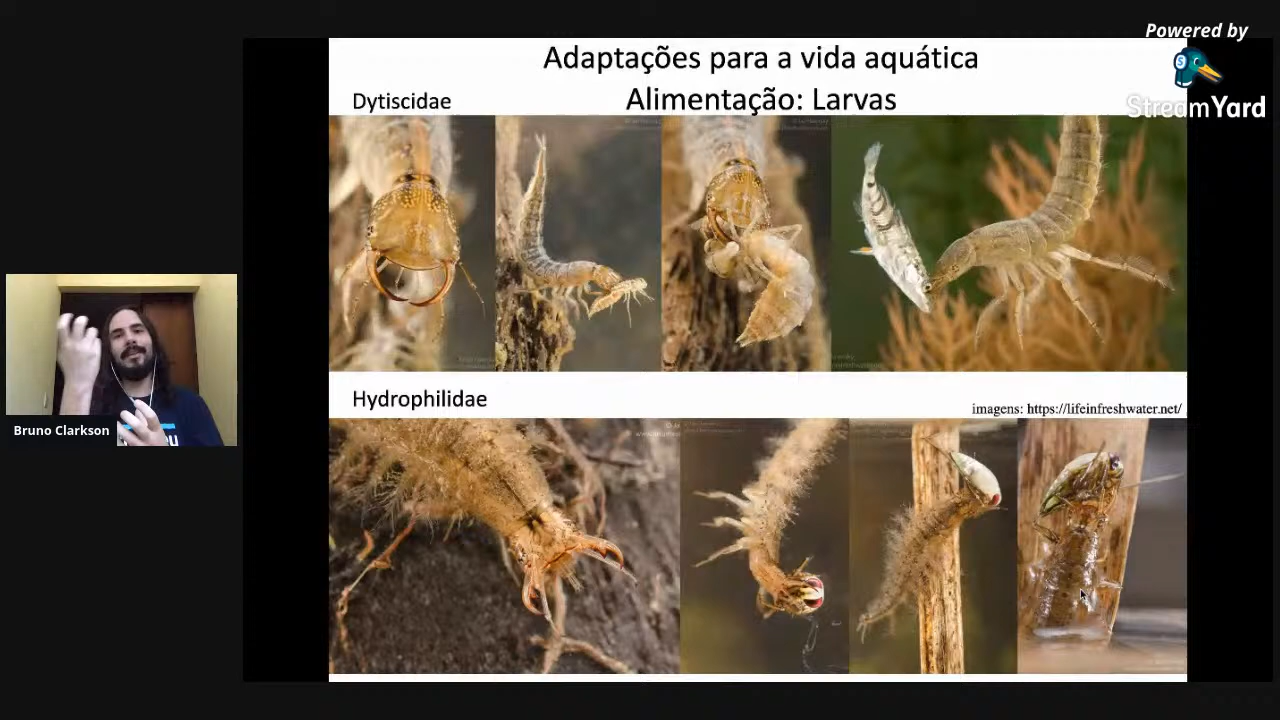 Powered by
StreamYard
Adaptações para a vida aquática
Alimentação: Larvas
Dytiscidae
Hydrophilidae
imagens: https://lifeinfreshwater.net/
Bruno Clarkson